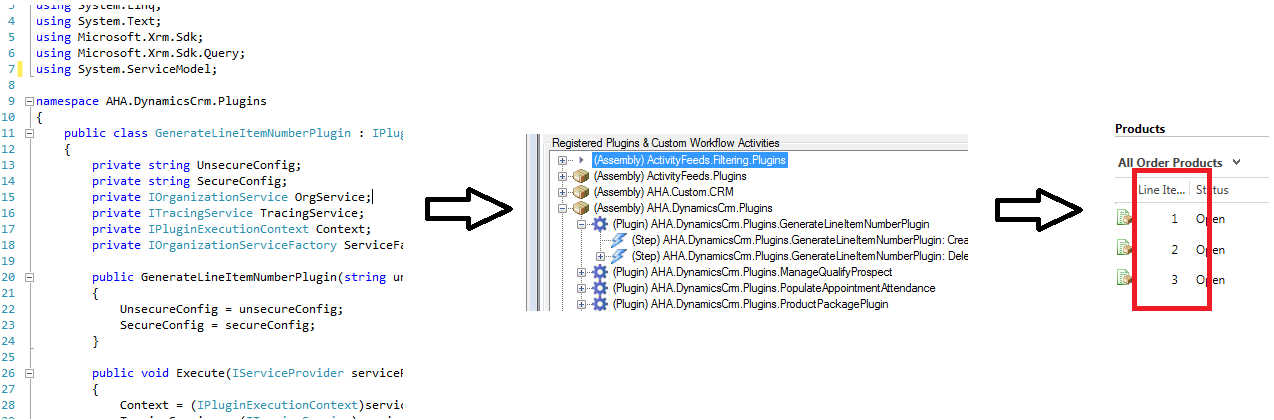 3 using System.Linq;
4 using System.Text;
5 using Microsoft.Xrm.Sdk;
6 using Microsoft.Xrm.Sdk.Query;
7 using System.ServiceModel;
8
9 namespace AHA.DynamicsCrm.Plugins
10 {
11 public class GenerateLineItemNumberPlugin : IPlug
12 {
13 private string UnsecureConfig;
14 private string SecureConfig;
15 private IOrganizationService OrgService;
16 private ITracingService TracingService;
17 private IPluginExecutionContext Context;
18 private IOrganizationServiceFactory ServiceFa
19
20 public GenerateLineItemNumberPlugin(string un
21 {
22 UnsecureConfig = unsecureConfig;
23 SecureConfig = secureConfig;
24 }
25
26 public void Execute(IServiceProvider serviceP
27 {
28 Context = (IPluginExecutionContext)servic
Registered Plugins & Custom Workflow Activities
(Assembly) ActivityFeeds.Filtering.Plugins
(Assembly) ActivityFeeds.Plugins
(Assembly) AHA.Custom.CRM
(Assembly) AHA.DynamicsCrm.Plugins
(Plugin) AHA.DynamicsCrm.Plugins.GenerateLineItemNumberPlugin
(Step) AHA.DynamicsCrm.Plugins.GenerateLineItemNumberPlugin: Crea
(Step) AHA.DynamicsCrm.Plugins.GenerateLineItemNumberPlugin: Dele
(Plugin) AHA.DynamicsCrm.Plugins.ManageQualifyProspect
(Plugin) AHA.DynamicsCrm.Plugins.PopulateAppointmentAttendance
(Plugin) AHA.DynamicsCrm.Plugins.ProductPackagePlugin
Products
All Order Products
Line Ite... Status
1 Open
2 Open
3 Open